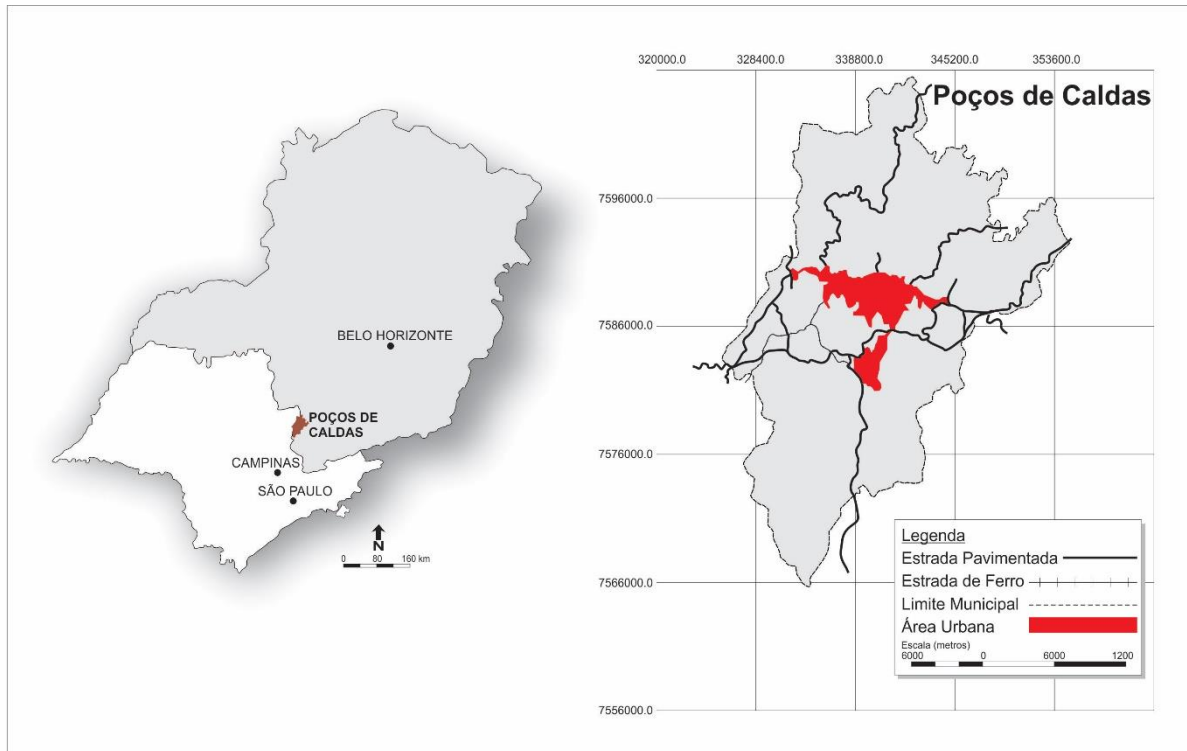 BELO HORIZONTE
POÇOS DE
CALDAS
CAMPINAS
SÃO PAULO
N
0 80 160 km
320000.0 328400.0 338800.0 345200.0 353600.0
Poços de Caldas
7596000.0
7586000.0
7576000.0
7566000.0
7556000.0
Legenda
Estrada Pavimentada
Estrada de Ferro
Limite Municipal
Área Urbana
Escala (metros)
6000 0 6000 1200